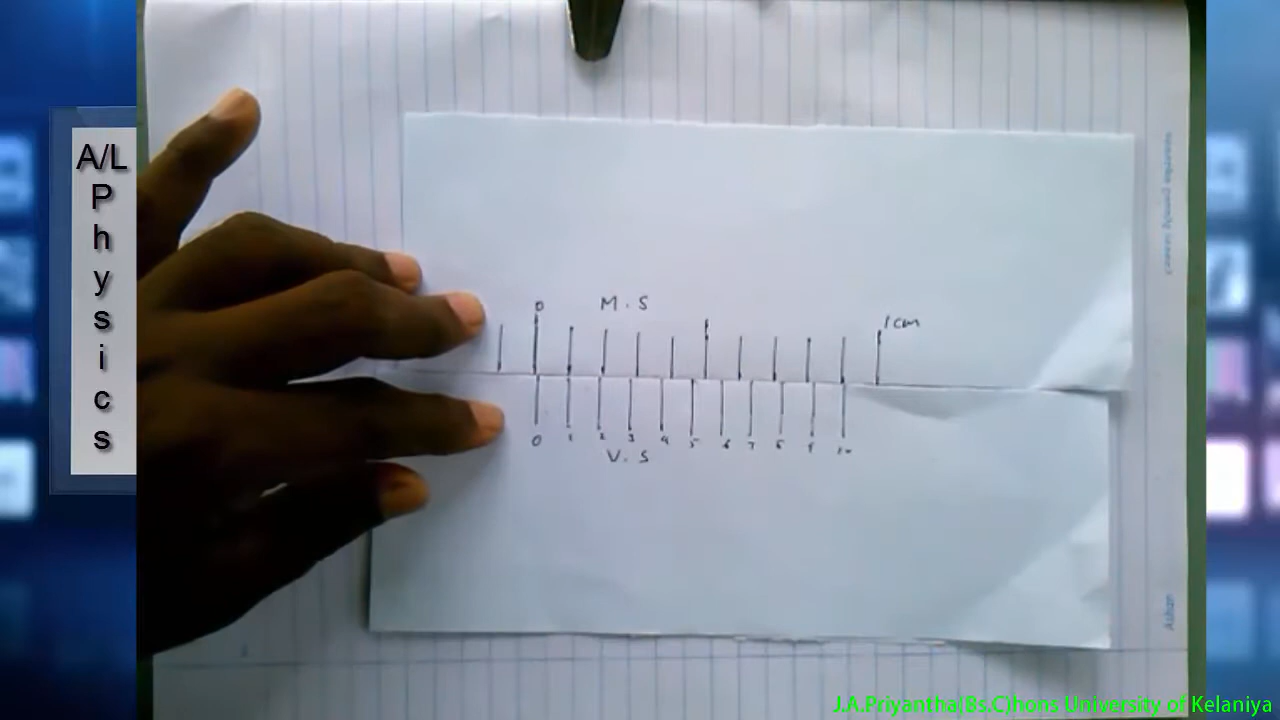 A/L
Physics
0
M.S
1cm
0 1 2 3 4 5 6 7 8 9 10
V.S
J.A.Priyantha(Bs.C)hons University of Kelaniya